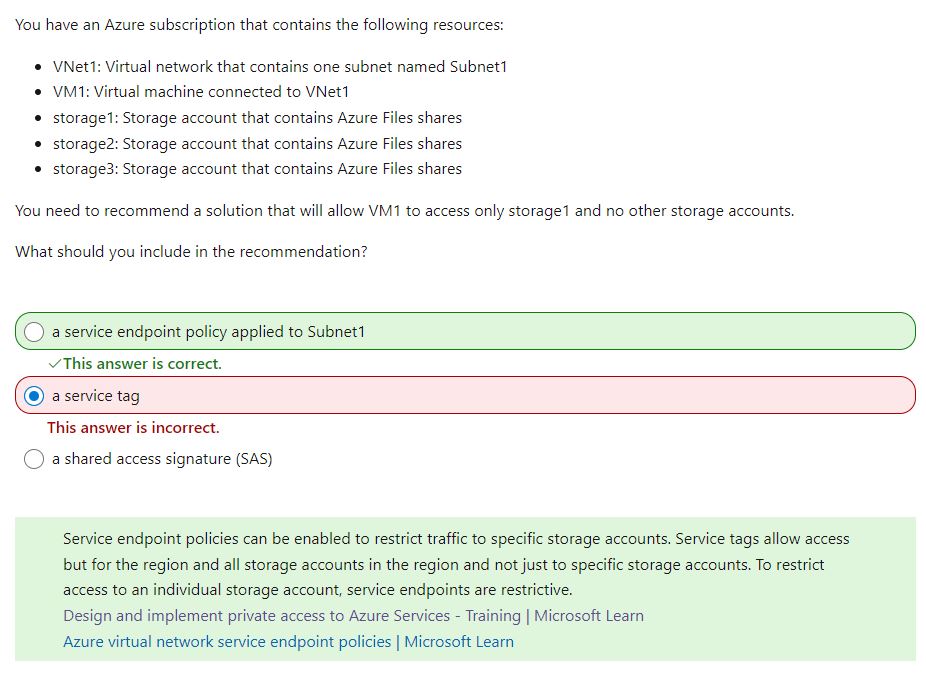 You have an Azure subscription that contains the following resources:
• VNet1: Virtual network that contains one subnet named Subnet1
• VM1: Virtual machine connected to VNet1
• storage1: Storage account that contains Azure Files shares
• storage2: Storage account that contains Azure Files shares
• storage3: Storage account that contains Azure Files shares
You need to recommend a solution that will allow VM1 to access only storage1 and no other storage accounts.
What should you include in the recommendation?
a service endpoint policy applied to Subnet1
✓This answer is correct.
a service tag
This answer is incorrect.
a shared access signature (SAS)
Service endpoint policies can be enabled to restrict traffic to specific storage accounts. Service tags allow access
but for the region and all storage accounts in the region and not just to specific storage accounts. To restrict
access to an individual storage account, service endpoints are restrictive.
Design and implement private access to Azure Services - Training | Microsoft Learn
Azure virtual network service endpoint policies | Microsoft Learn